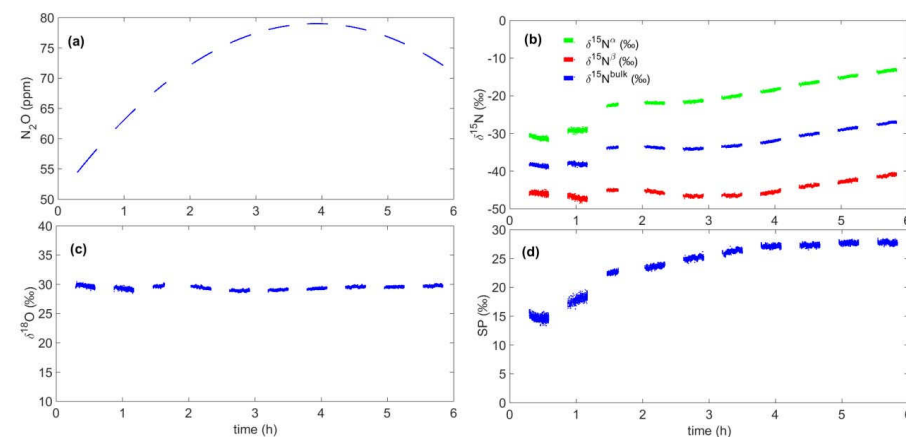 (a)
N₂O (ppm)
80
75
70
65
60
55
50
0 1 2 3 4 5 6
(b)
δ¹⁵Nᵅ (‰)
δ¹⁵Nᵝ (‰)
δ¹⁵Nᵇᵘˡᵏ (‰)
δ¹⁵N (‰)
0
-10
-20
-30
-40
-50
0 1 2 3 4 5 6
(c)
δ¹⁸O (‰)
40
35
30
25
20
15
10
0 1 2 3 4 5 6
time (h)
(d)
SP (‰)
30
25
20
15
10
5
0
0 1 2 3 4 5 6
time (h)